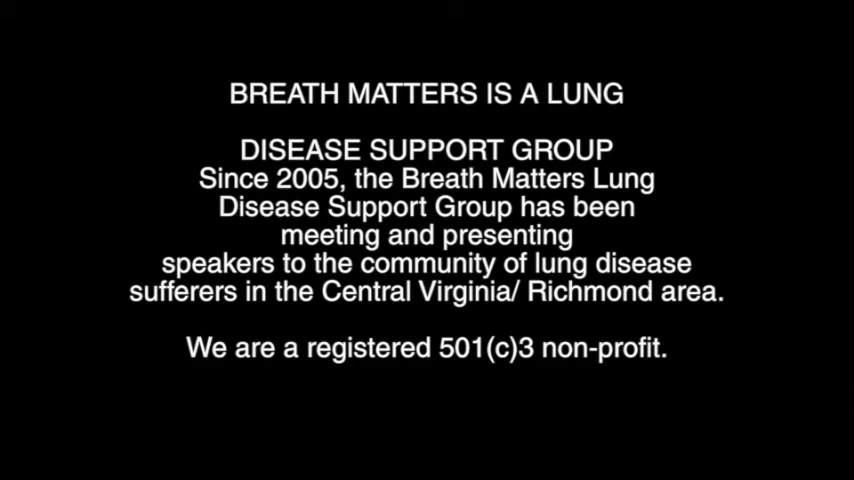 BREATH MATTERS IS A LUNG
DISEASE SUPPORT GROUP
Since 2005, the Breath Matters Lung
Disease Support Group has been
meeting and presenting
speakers to the community of lung disease
sufferers in the Central Virginia/ Richmond area.
We are a registered 501(c)3 non-profit.